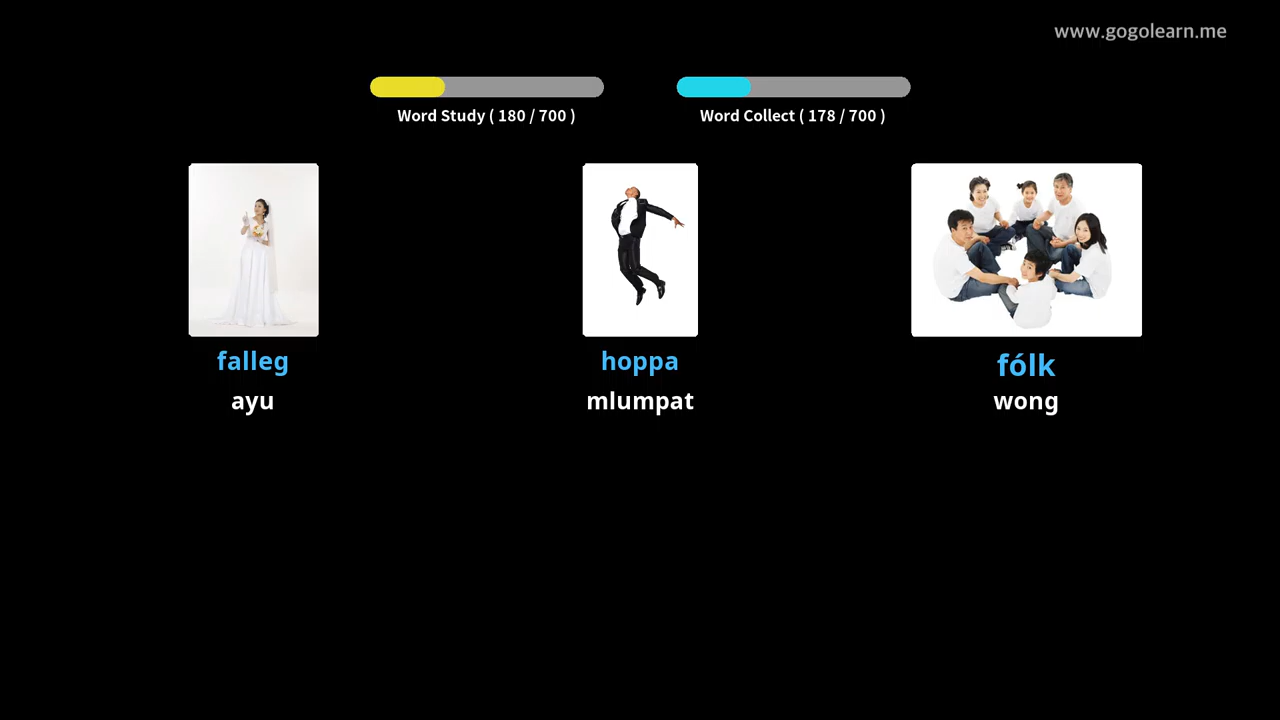 www.gogolearn.me
Word Study ( 180 / 700 )
Word Collect ( 178 / 700 )
falleg
ayu
hoppa
mlumpat
fólk
wong